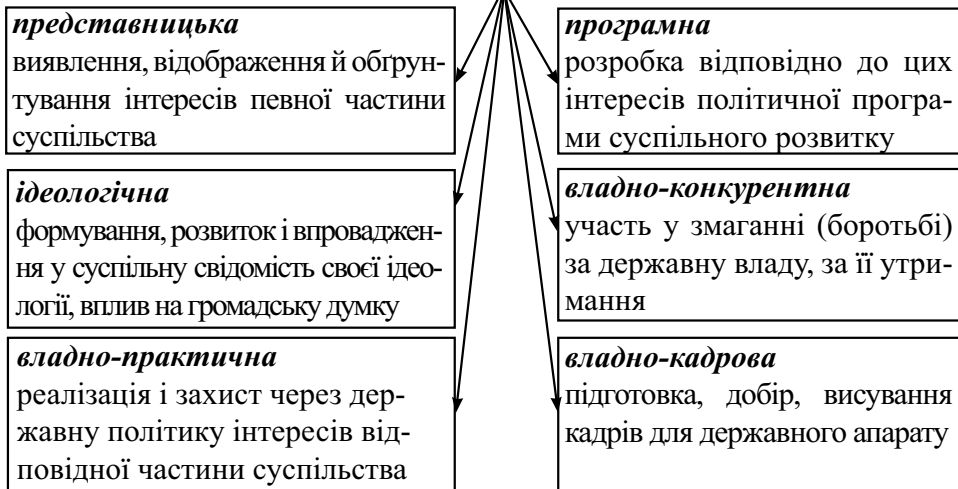 представницька
виявлення, відображення й обґрун-
тування інтересів певної частини
суспільства
програмна
розробка відповідно до цих
інтересів політичної програ-
ми суспільного розвитку
ідеологічна
формування, розвиток і впроваджен-
ня у суспільну свідомість своєї ідео-
логії, вплив на громадську думку
владно-конкурентна
участь у змаганні (боротьбі)
за державну владу, за її утри-
мання
владно-практична
реалізація і захист через дер-
жавну політику інтересів від-
повідної частини суспільства
владно-кадрова
підготовка, добір, висування
кадрів для державного апарату